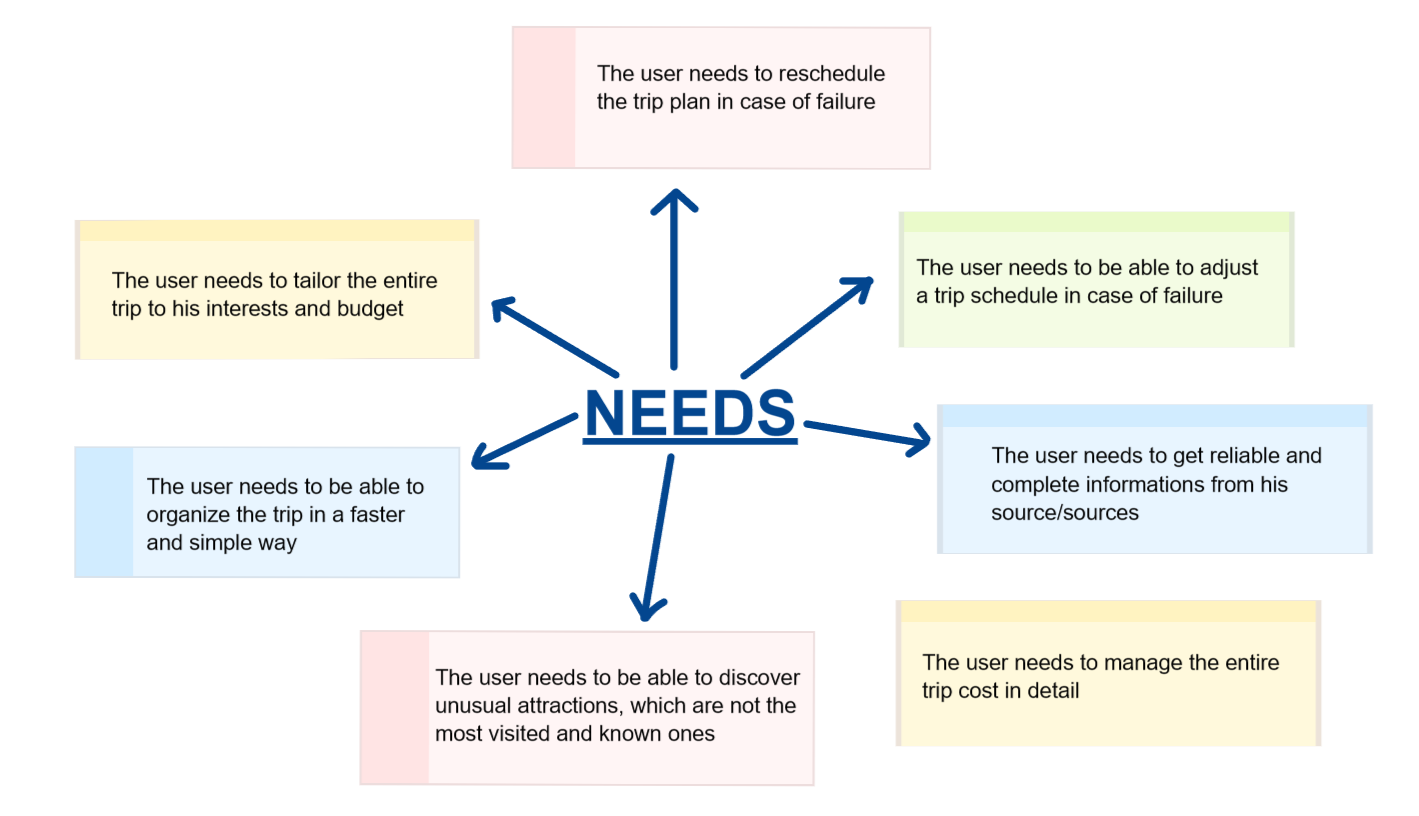 The user needs to reschedule
the trip plan in case of failure
The user needs to tailor the entire
trip to his interests and budget
The user needs to be able to adjust
a trip schedule in case of failure
NEEDS
The user needs to be able to
organize the trip in a faster
and simple way
The user needs to get reliable and
complete informations from his
source/sources
The user needs to be able to discover
unusual attractions, which are not the
most visited and known ones
The user needs to manage the entire
trip cost in detail